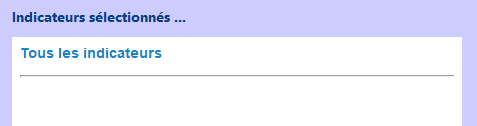 Indicateurs sélectionnés ...
Tous les indicateurs